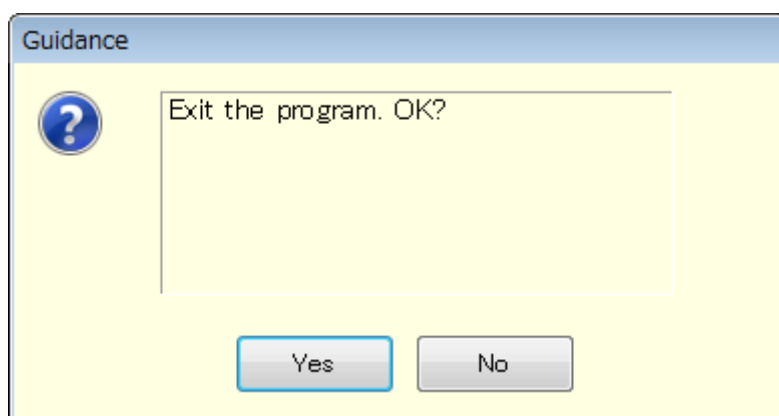 Guidance
Exit the program. OK?
Yes
No